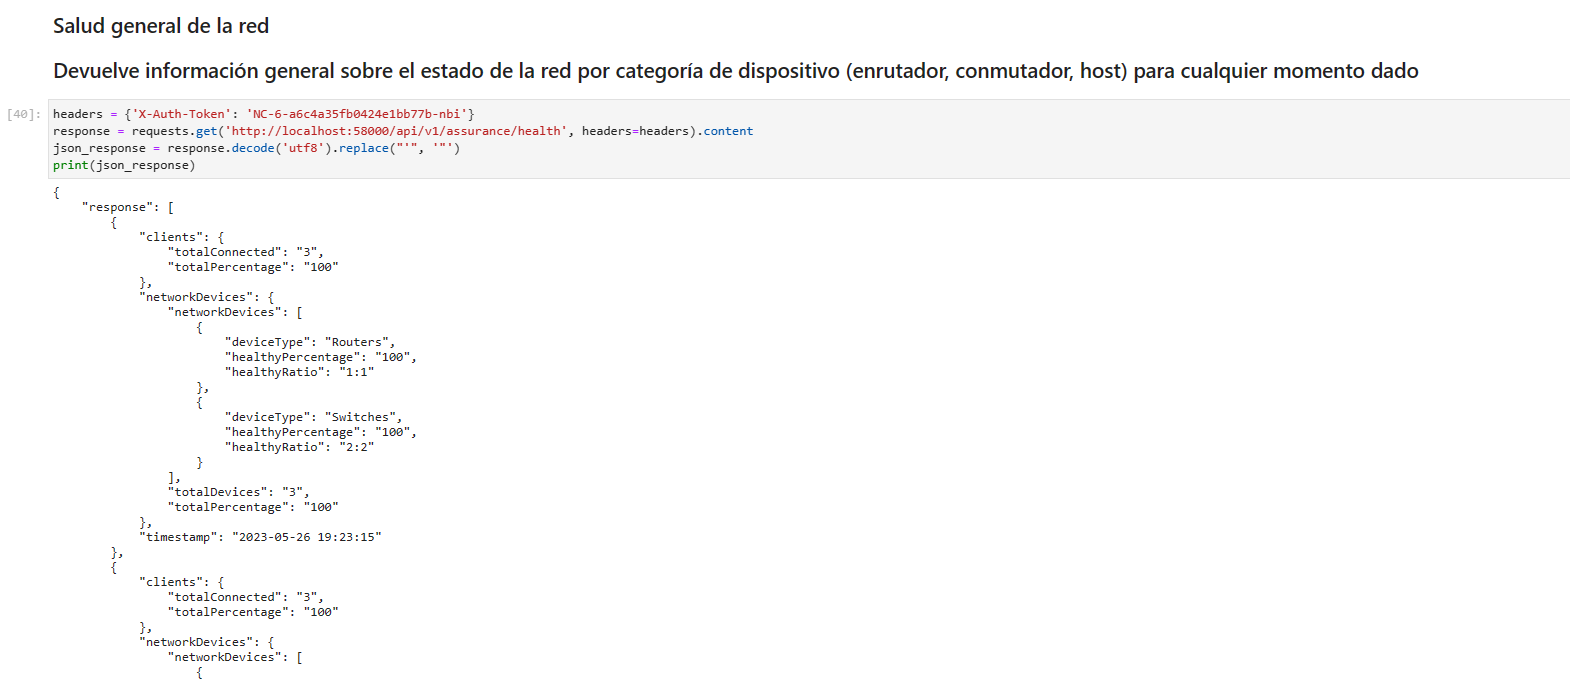 Salud general de la red
Devuelve información general sobre el estado de la red por categoría de dispositivo (enrutador, conmutador, host) para cualquier momento dado
[40]: headers = {'X-Auth-Token': 'NC-6-a6c4a35fb0424e1bb77b-nbi'}
response = requests.get('http://localhost:58000/api/v1/assurance/health', headers=headers).content
json_response = response.decode('utf8').replace("'", '"')
print(json_response)
{
    "response": [
        {
            "clients": {
                "totalConnected": "3",
                "totalPercentage": "100"
            },
            "networkDevices": {
                "networkDevices": [
                    {
                        "deviceType": "Routers",
                        "healthyPercentage": "100",
                        "healthyRatio": "1:1"
                    },
                    {
                        "deviceType": "Switches",
                        "healthyPercentage": "100",
                        "healthyRatio": "2:2"
                    }
                ],
                "totalDevices": "3",
                "totalPercentage": "100"
            },
            "timestamp": "2023-05-26 19:23:15"
        },
        {
            "clients": {
                "totalConnected": "3",
                "totalPercentage": "100"
            },
            "networkDevices": {
                "networkDevices": [
                    {